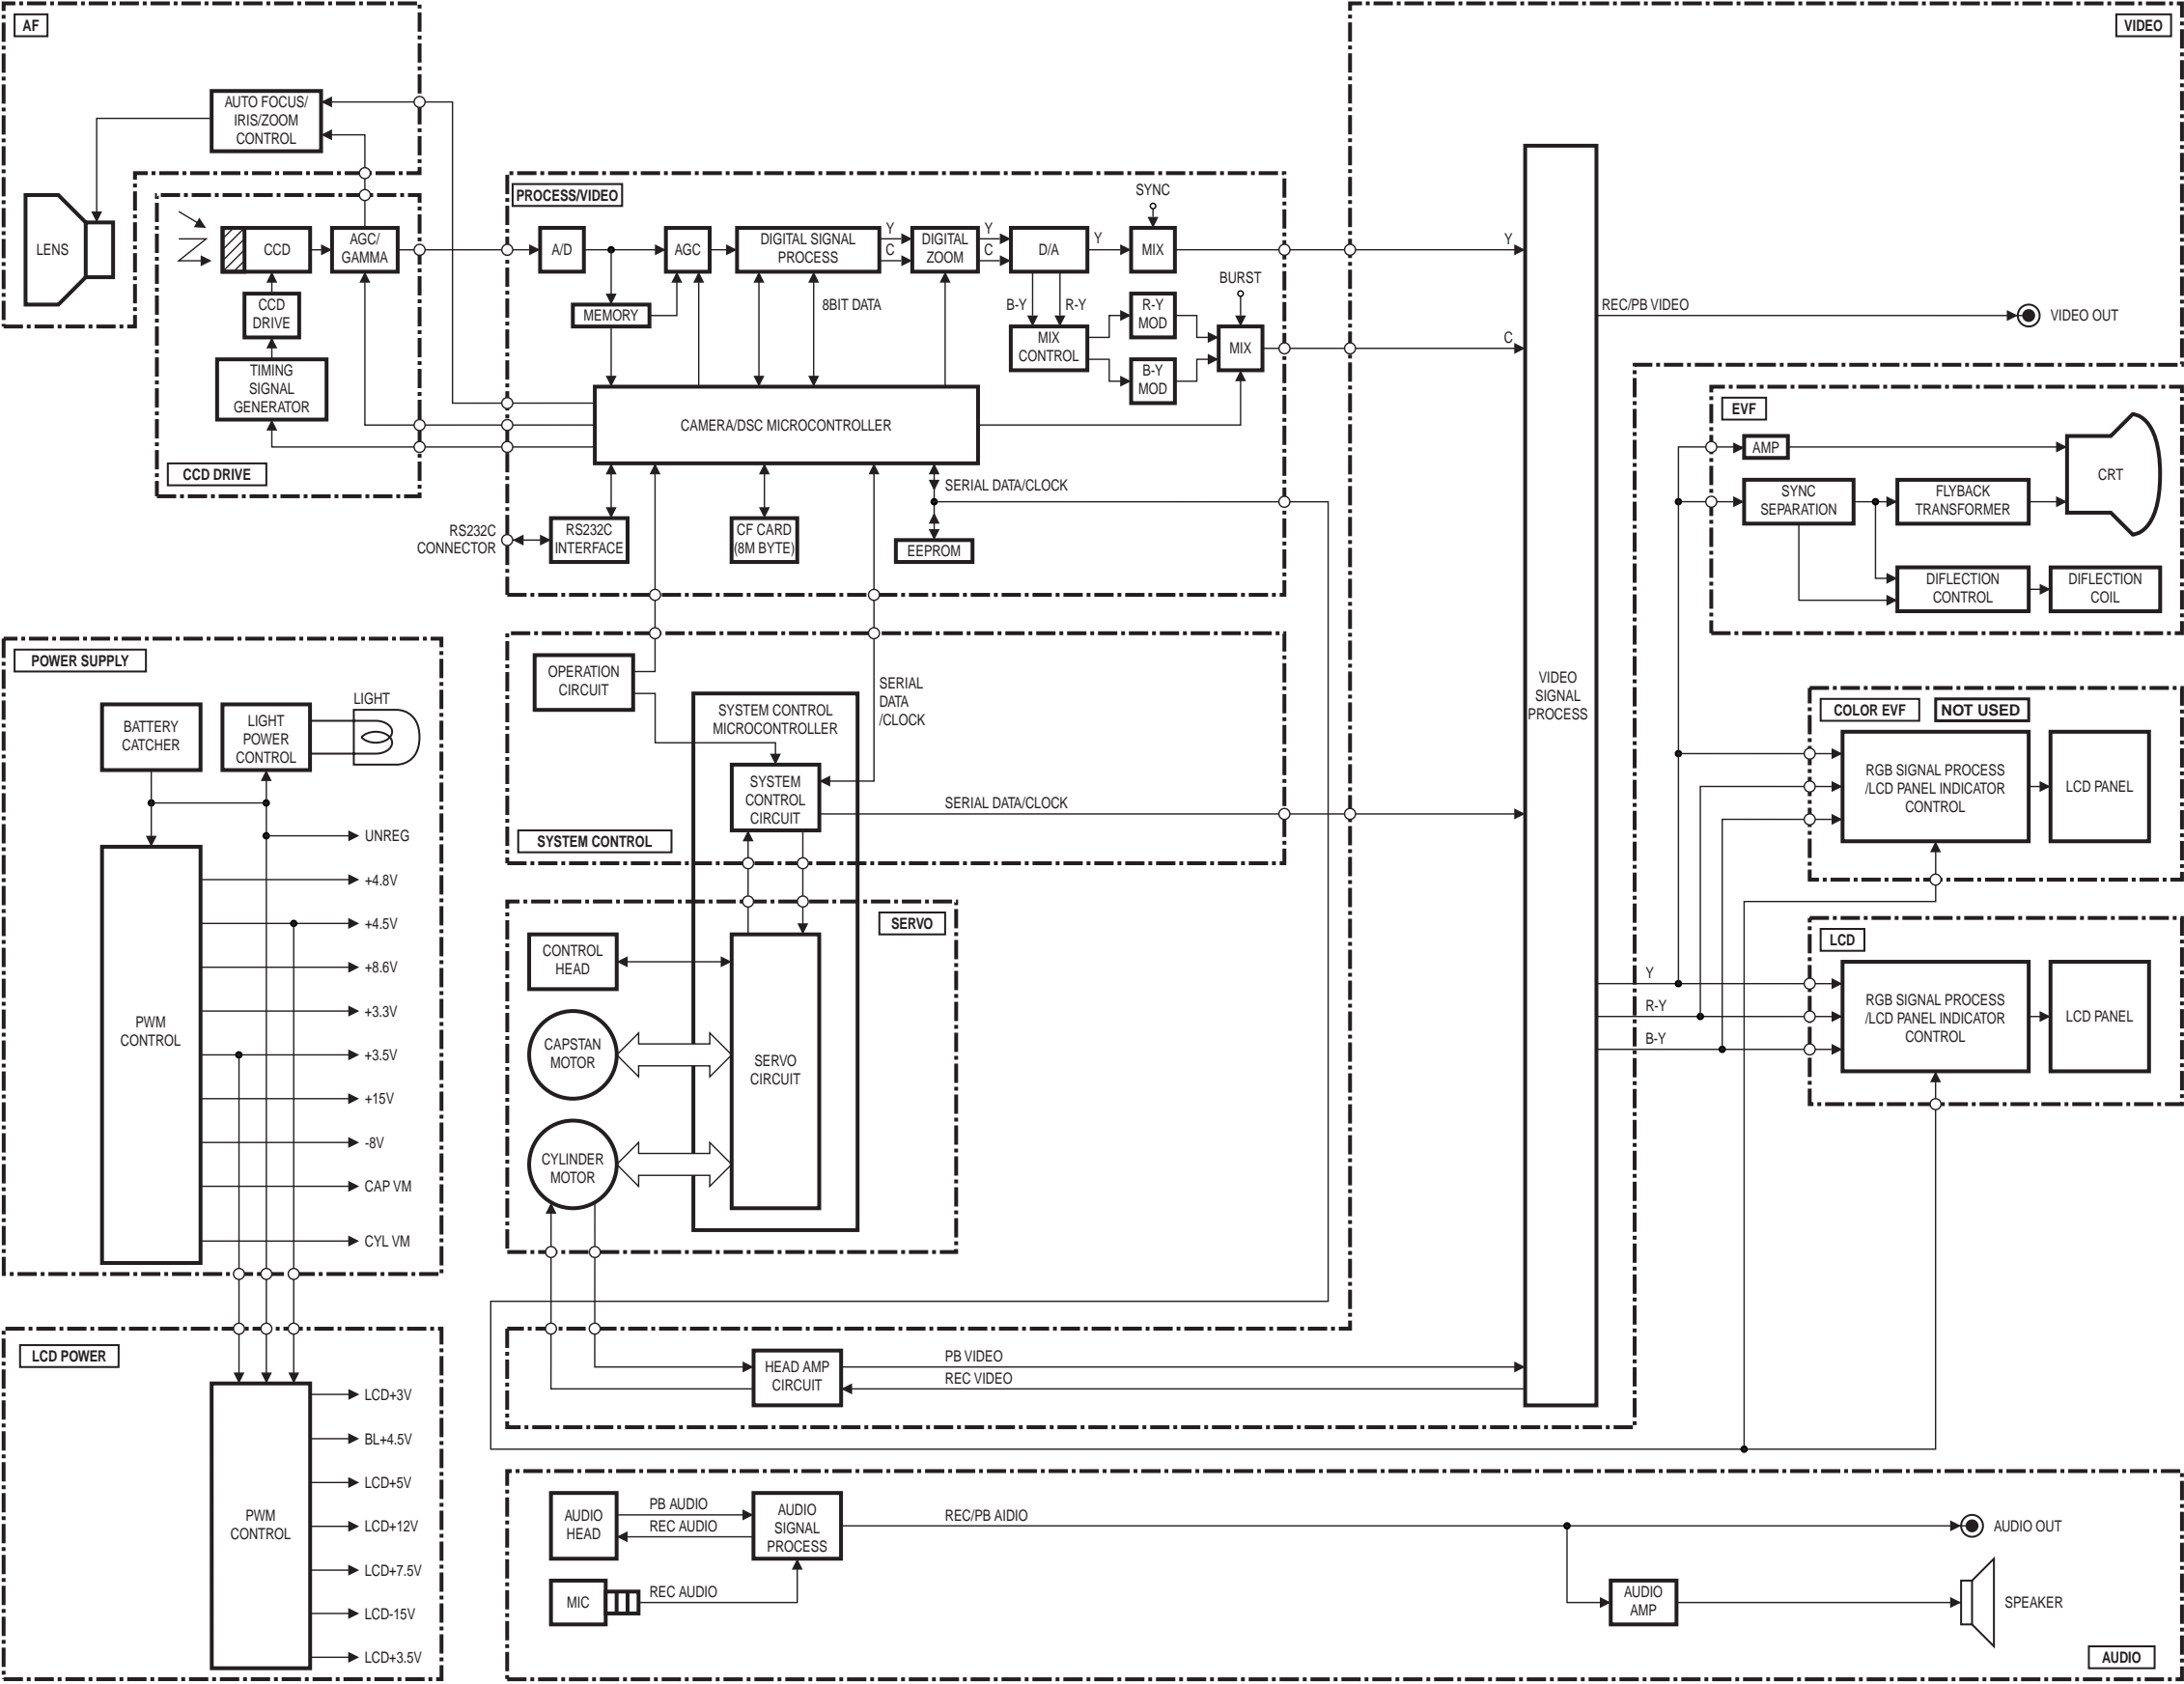 AF
AUTO FOCUS/
IRIS/ZOOM
CONTROL
LENS
CCD
AGC/
GAMMA
CCD
DRIVE
TIMING
SIGNAL
GENERATOR
CCD DRIVE
PROCESS/VIDEO
A/D
AGC
MEMORY
DIGITAL SIGNAL
PROCESS
Y
C
DIGITAL
ZOOM
Y
C
D/A
Y
SYNC
MIX
8BIT DATA
B-Y
R-Y
MIX
CONTROL
R-Y
MOD
B-Y
MOD
BURST
MIX
CAMERA/DSC MICROCONTROLLER
SERIAL DATA/CLOCK
RS232C
CONNECTOR
RS232C
INTERFACE
CF CARD
(8M BYTE)
EEPROM
VIDEO
Y
C
REC/PB VIDEO
VIDEO OUT
VIDEO
SIGNAL
PROCESS
EVF
AMP
SYNC
SEPARATION
FLYBACK
TRANSFORMER
CRT
DIFLECTION
CONTROL
DIFLECTION
COIL
COLOR EVF
NOT USED
RGB SIGNAL PROCESS
/LCD PANEL INDICATOR
CONTROL
LCD PANEL
LCD
Y
R-Y
B-Y
RGB SIGNAL PROCESS
/LCD PANEL INDICATOR
CONTROL
LCD PANEL
POWER SUPPLY
BATTERY
CATCHER
LIGHT
POWER
CONTROL
LIGHT
UNREG
PWM
CONTROL
+4.8V
+4.5V
+8.6V
+3.3V
+3.5V
+15V
-8V
CAP VM
CYL VM
OPERATION
CIRCUIT
SYSTEM CONTROL
MICROCONTROLLER
SERIAL
DATA
/CLOCK
SYSTEM
CONTROL
CIRCUIT
SERIAL DATA/CLOCK
SYSTEM CONTROL
SERVO
CONTROL
HEAD
CAPSTAN
MOTOR
CYLINDER
MOTOR
SERVO
CIRCUIT
HEAD AMP
CIRCUIT
PB VIDEO
REC VIDEO
LCD POWER
PWM
CONTROL
LCD+3V
BL+4.5V
LCD+5V
LCD+12V
LCD+7.5V
LCD-15V
LCD+3.5V
AUDIO
HEAD
PB AUDIO
REC AUDIO
AUDIO
SIGNAL
PROCESS
MIC
REC AUDIO
REC/PB AIDIO
AUDIO OUT
AUDIO
AMP
SPEAKER
AUDIO